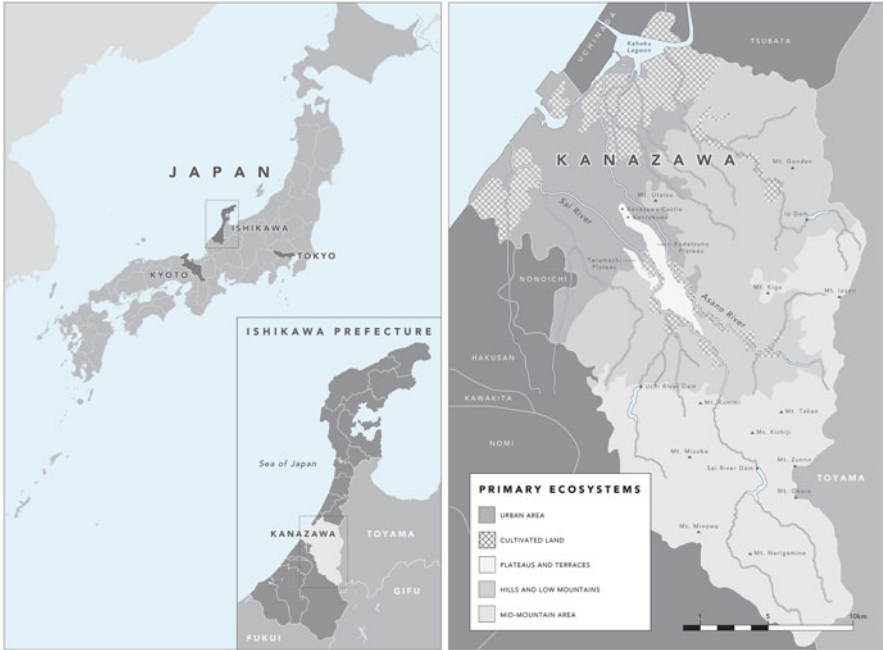 JAPAN
ISHIKAWA
TOKYO
KYOTO
ISHIKAWA PREFECTURE
Sea of Japan
KANAZAWA
TOYAMA
GIFU
FUKUI
UCHINADA
Kahoku
Lagoon
TSUBATA
KANAZAWA
Mt. Gondan
Mt. Utatsu
Kanazawa Castle
Kenrokuen
Io Dam
Sai River
Kodatsuno
Plateau
Teramachi
Plateau
NONOICHI
Mt. Kigo
Mt. Iozen
Asano River
HAKUSAN
KAWAKITA
Uchi River Dam
Mt. Kunimi
Mt. Takao
Mt. Kichiji
NOMI
Mt. Mizuba
Mt. Zunno
Sai River Dam
TOYAMA
Mt. Okura
Mt. Minowa
Mt. Narigamine
PRIMARY ECOSYSTEMS
URBAN AREA
CULTIVATED LAND
PLATEAUS AND TERRACES
HILLS AND LOW MOUNTAINS
MID-MOUNTAIN AREA
1 5 10km